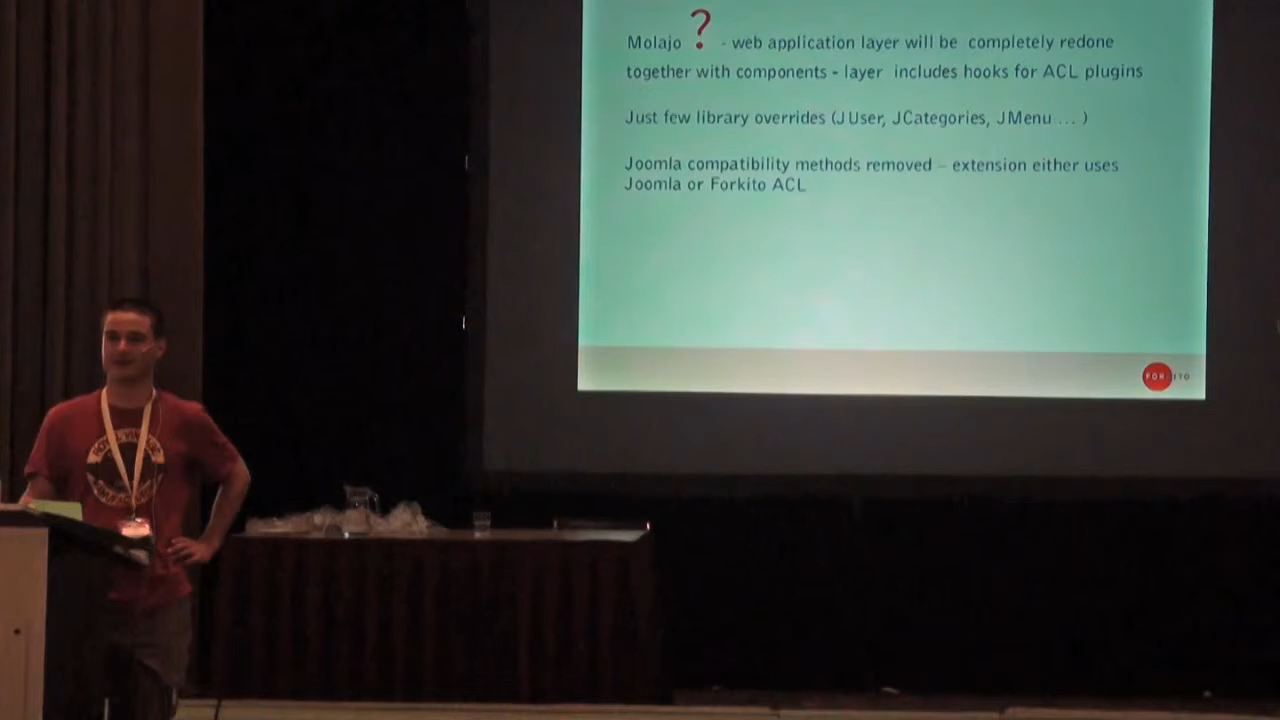 Molajo ? - web application layer will be completely redone
together with components - layer includes hooks for ACL plugins
Just few library overrides (JUser, JCategories, JMenu ... )
Joomla compatibility methods removed – extension either uses
Joomla or Forkito ACL